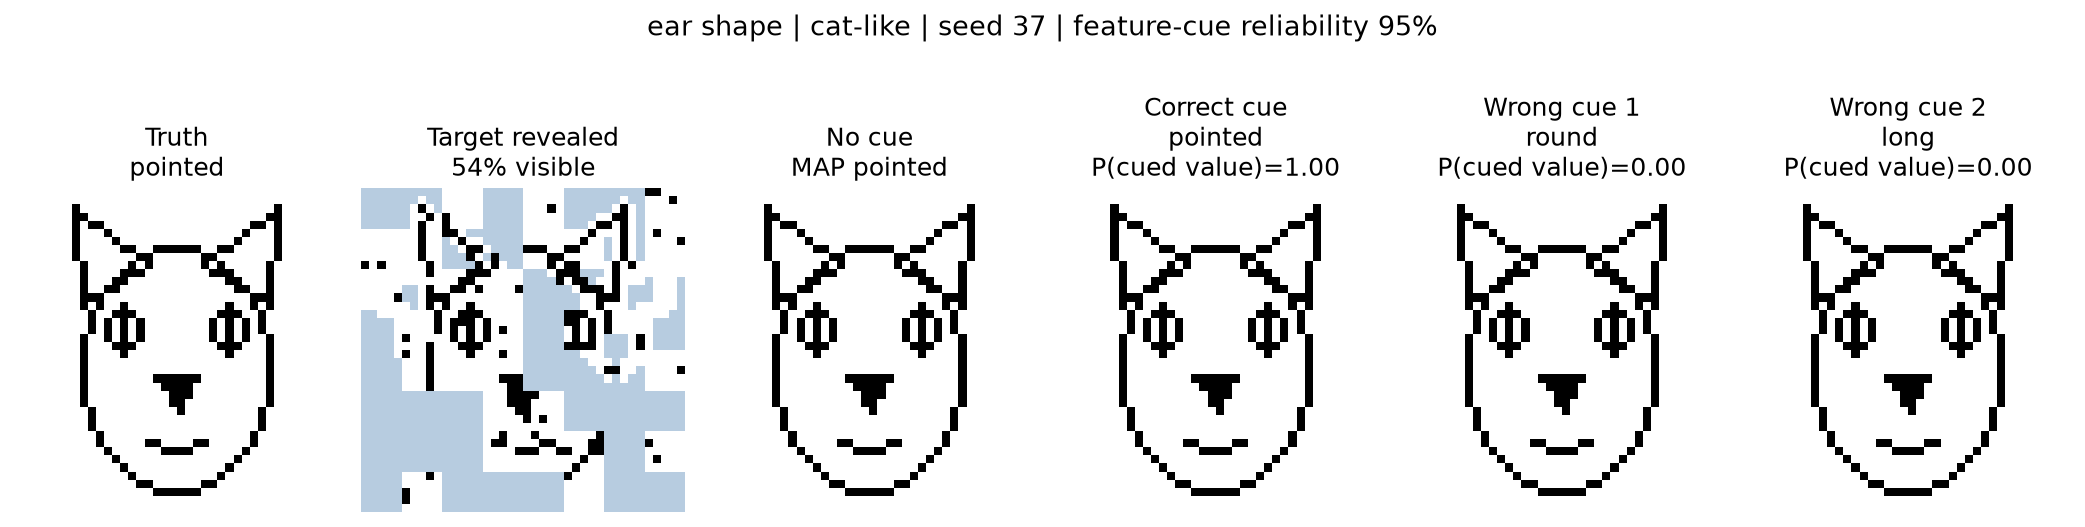 ear shape | cat-like | seed 37 | feature-cue reliability 95%
Truth
pointed
Target revealed
54% visible
No cue
MAP pointed
Correct cue
pointed
P(cued value)=1.00
Wrong cue 1
round
P(cued value)=0.00
Wrong cue 2
long
P(cued value)=0.00